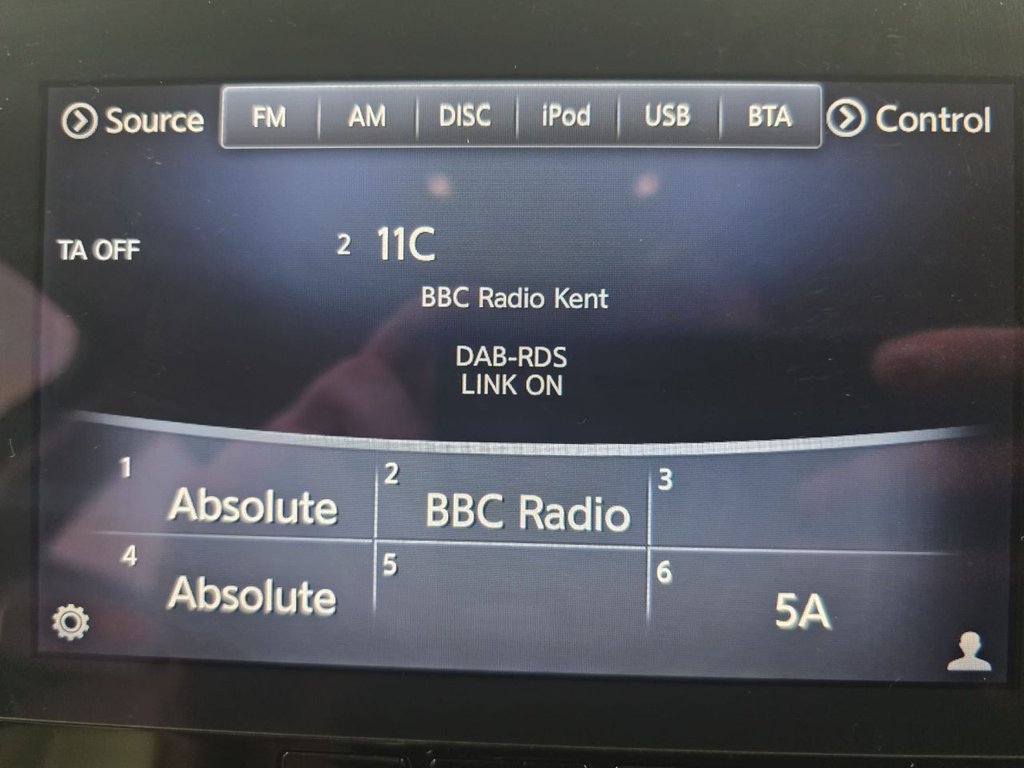 Source FM AM DISC iPod USB BTA Control
TA OFF 2 11C
BBC Radio Kent
DAB-RDS
LINK ON
1 Absolute 2 BBC Radio 3
4 Absolute 5 6 5A